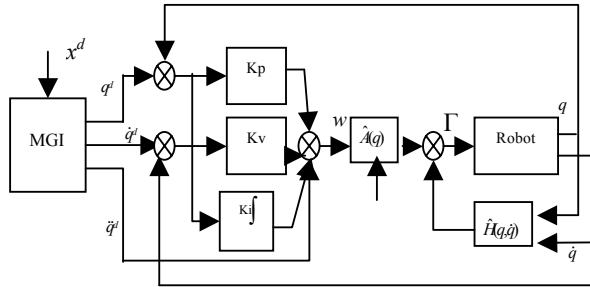 x^d
q^d
Kp
w
Γ
q
MGI
q̇^d
Kv
Â(q)
Robot
Ki∫
q̈^d
Ĥ(q,q̇)
q̇